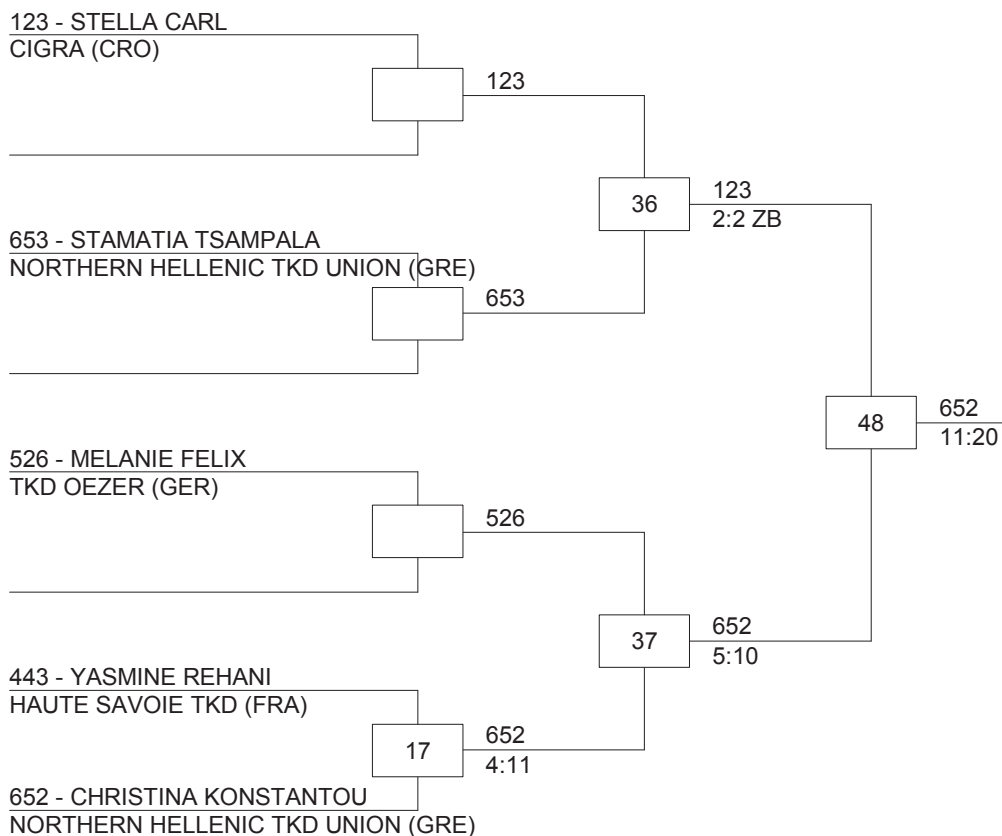 123 - STELLA CARL
CIGRA (CRO)
123
36
123
2:2 ZB
653 - STAMATIA TSAMPALA
NORTHERN HELLENIC TKD UNION (GRE)
653
48
652
11:20
526 - MELANIE FELIX
TKD OEZER (GER)
526
37
652
5:10
443 - YASMINE REHANI
HAUTE SAVOIE TKD (FRA)
17
652
4:11
652 - CHRISTINA KONSTANTOU
NORTHERN HELLENIC TKD UNION (GRE)